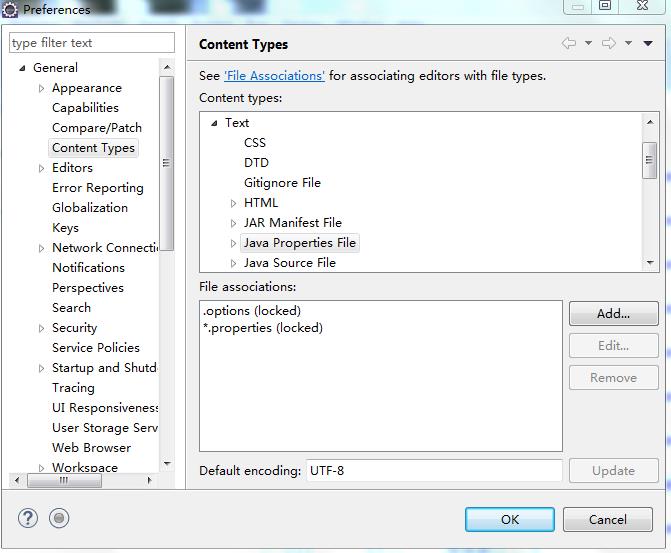 Preferences
type filter text
General
Appearance
Capabilities
Compare/Patch
Content Types
Editors
Error Reporting
Globalization
Keys
Network Connecti
Notifications
Perspectives
Search
Security
Service Policies
Startup and Shutd
Tracing
UI Responsiveness
User Storage Serv
Web Browser
Workspace
Content Types
See 'File Associations' for associating editors with file types.
Content types:
Text
CSS
DTD
Gitignore File
HTML
JAR Manifest File
Java Properties File
Java Source File
File associations:
.options (locked)
*.properties (locked)
Add...
Edit...
Remove
Default encoding: UTF-8
Update
OK
Cancel